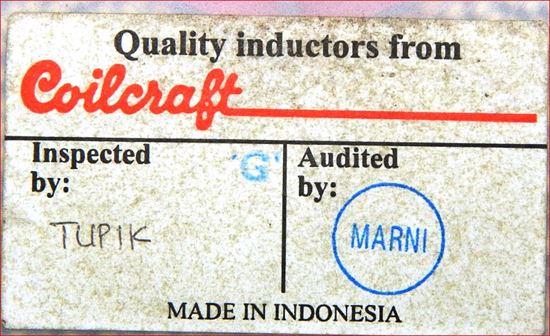 Quality inductors from
Coilcraft
Inspected by:
'G'
TUPIK
Audited by:
MARNI
MADE IN INDONESIA